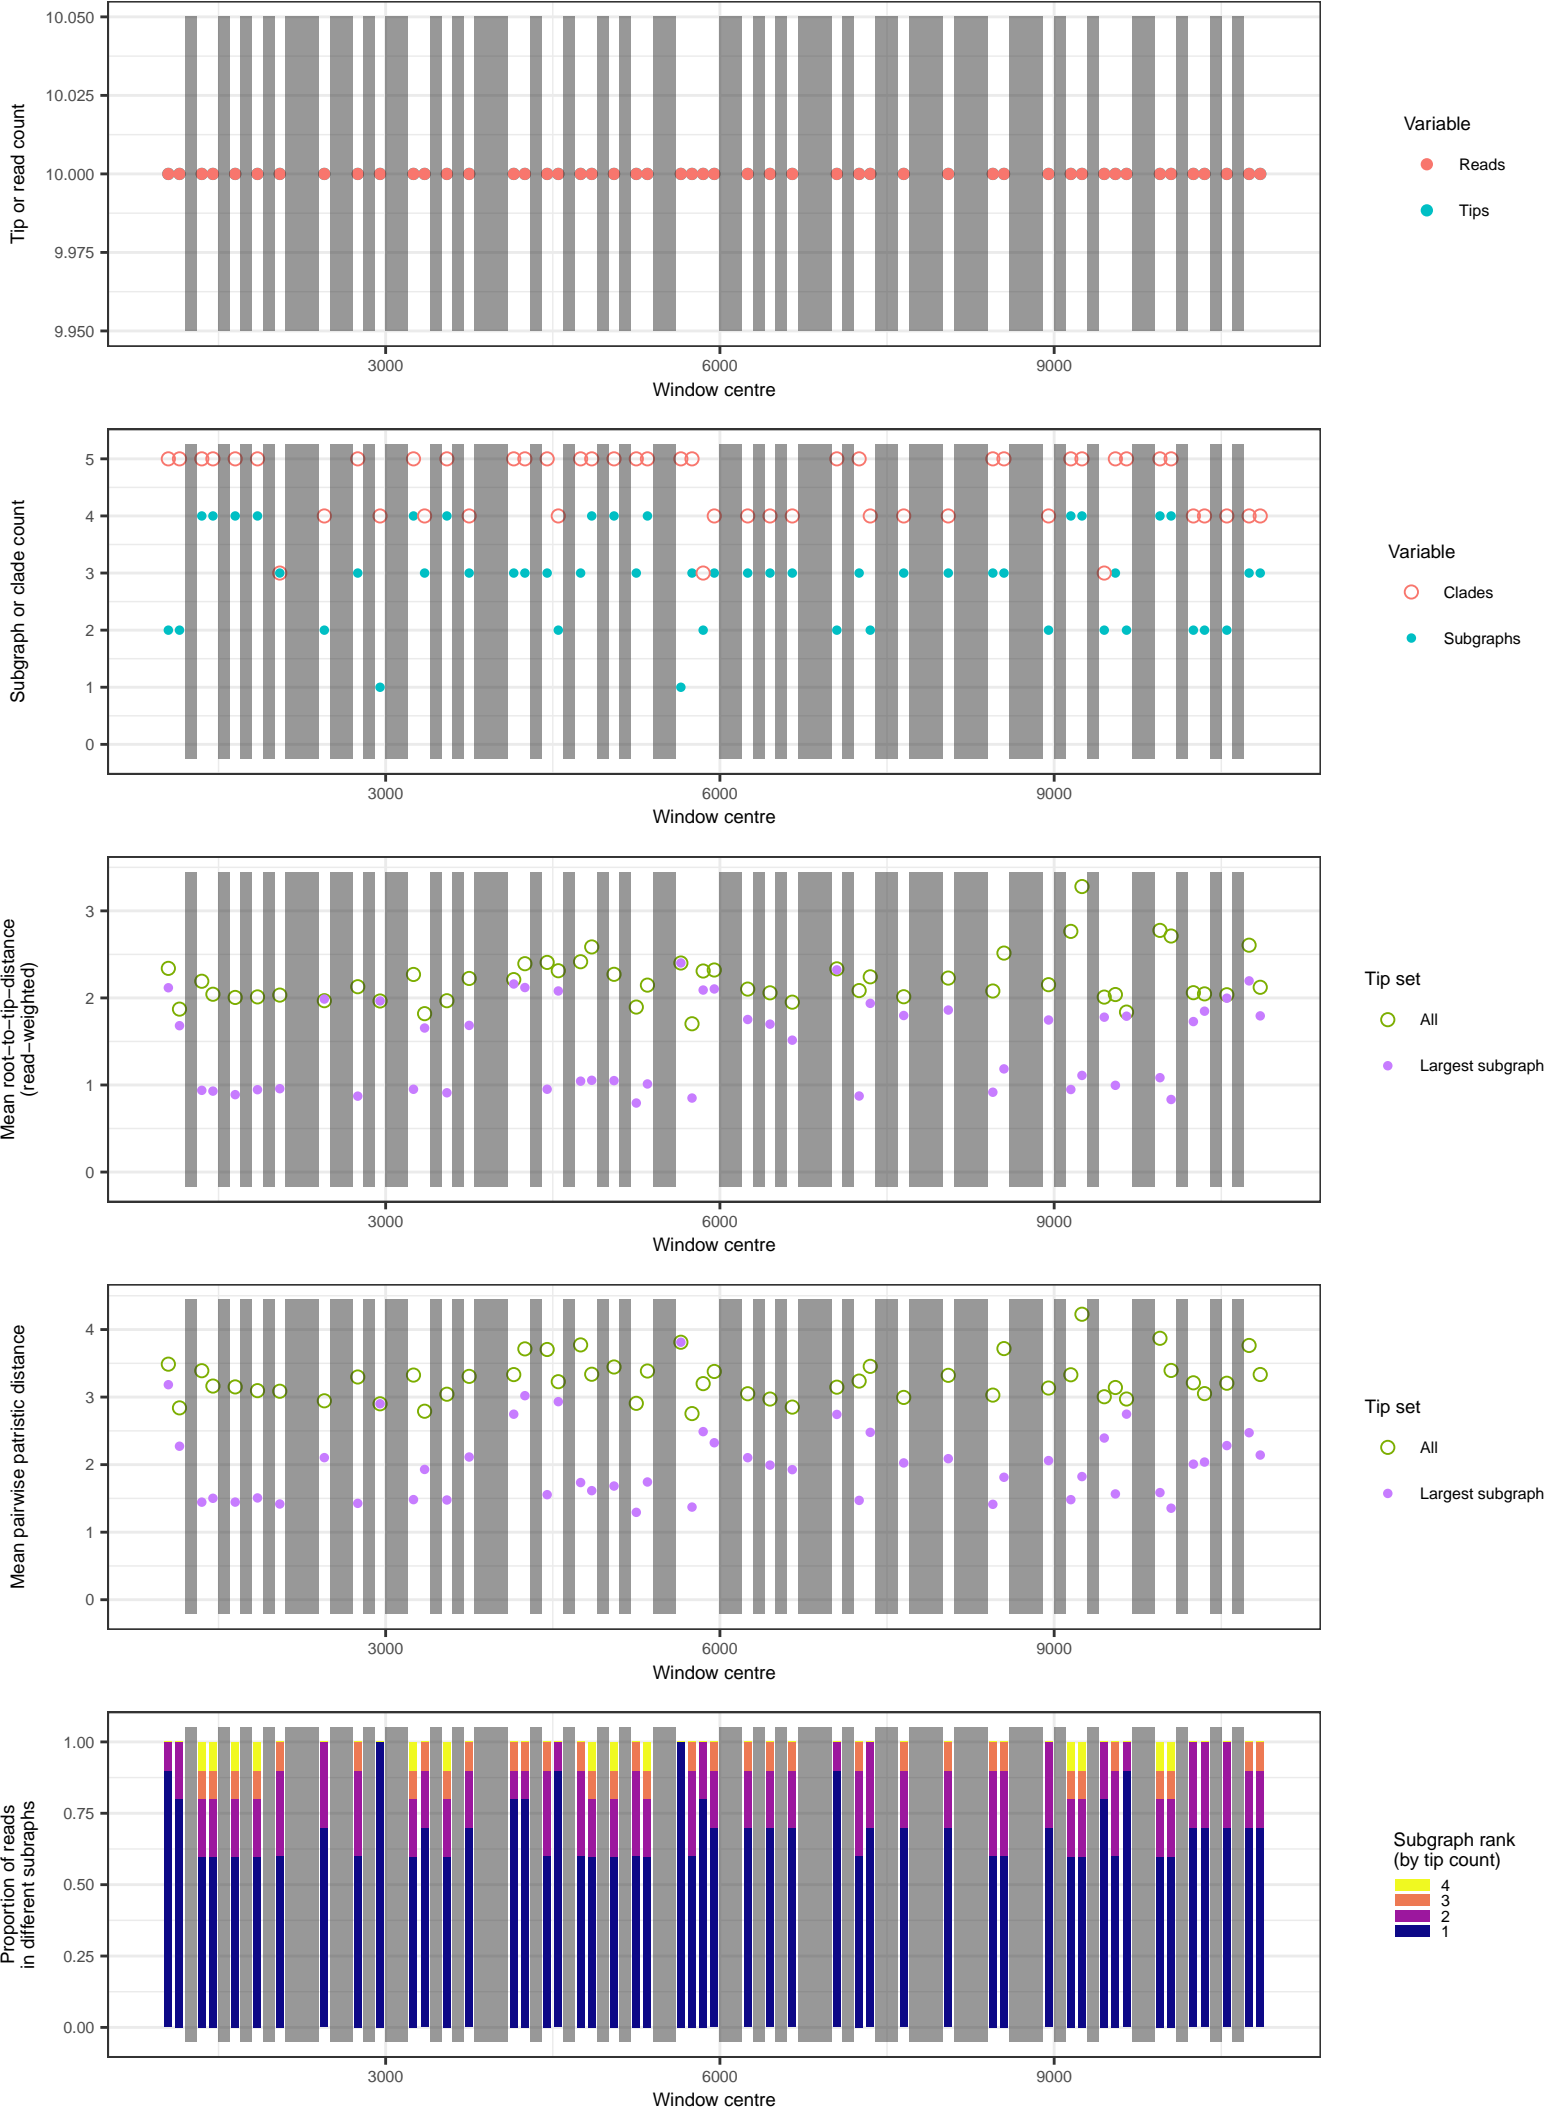 10.050
10.025
10.000
9.975
9.950
Tip or read count
3000 6000 9000
Window centre
Variable
Reads
Tips
5
4
3
2
1
0
Subgraph or clade count
3000 6000 9000
Window centre
Variable
Clades
Subgraphs
3
2
1
0
Mean root−to−tip−distance
(read−weighted)
3000 6000 9000
Window centre
Tip set
All
Largest subgraph
4
3
2
1
0
Mean pairwise patristic distance
3000 6000 9000
Window centre
Tip set
All
Largest subgraph
1.00
0.75
0.50
0.25
0.00
Proportion of reads
in different subraphs
3000 6000 9000
Window centre
Subgraph rank
(by tip count)
4
3
2
1